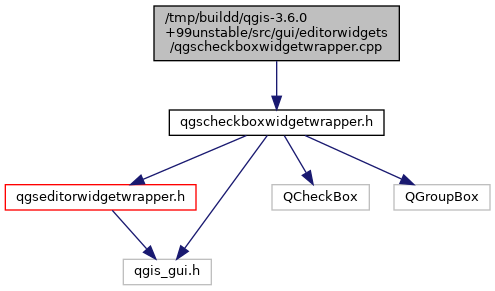 /tmp/buildd/qgis-3.6.0
+99unstable/src/gui/editorwidgets
/qgscheckboxwidgetwrapper.cpp
qgscheckboxwidgetwrapper.h
qgseditorwidgetwrapper.h
QCheckBox
QGroupBox
qgis_gui.h